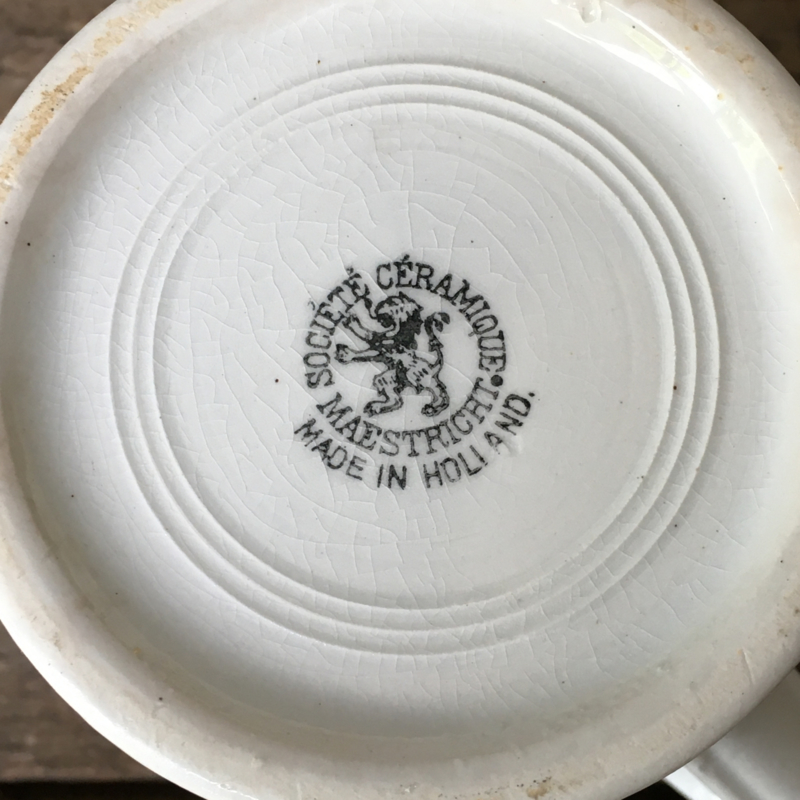 SOCIÉTÉ CÉRAMIQUE.
MAESTRICHT
MADE IN HOLLAND.